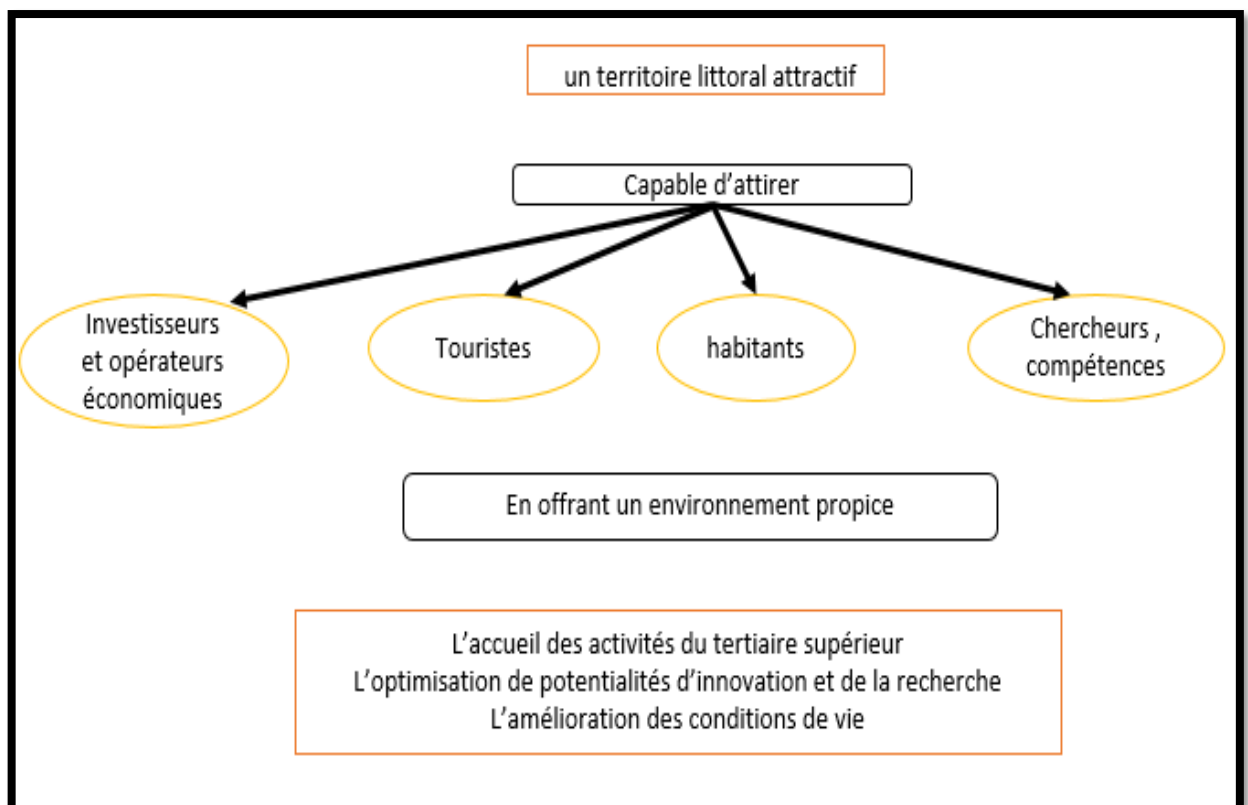 un territoire littoral attractif
Capable d’attirer
Investisseurs
et opérateurs
économiques
Touristes
habitants
Chercheurs ,
compétences
En offrant un environnement propice
L’accueil des activités du tertiaire supérieur
L’optimisation de potentialités d’innovation et de la recherche
L’amélioration des conditions de vie